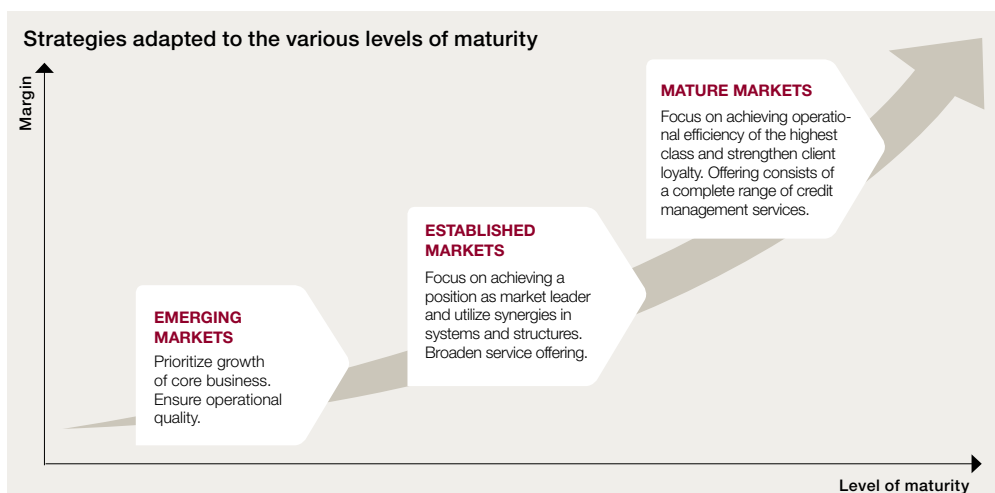 Strategies adapted to the various levels of maturity
Margin
MATURE MARKETS
Focus on achieving operatio-
nal efficiency of the highest
class and strengthen client
loyalty. Offering consists of
a complete range of credit
management services.
ESTABLISHED
MARKETS
Focus on achieving a
position as market leader
and utilize synergies in
systems and structures.
Broaden service offering.
EMERGING
MARKETS
Prioritize growth
of core business.
Ensure operational
quality.
Level of maturity